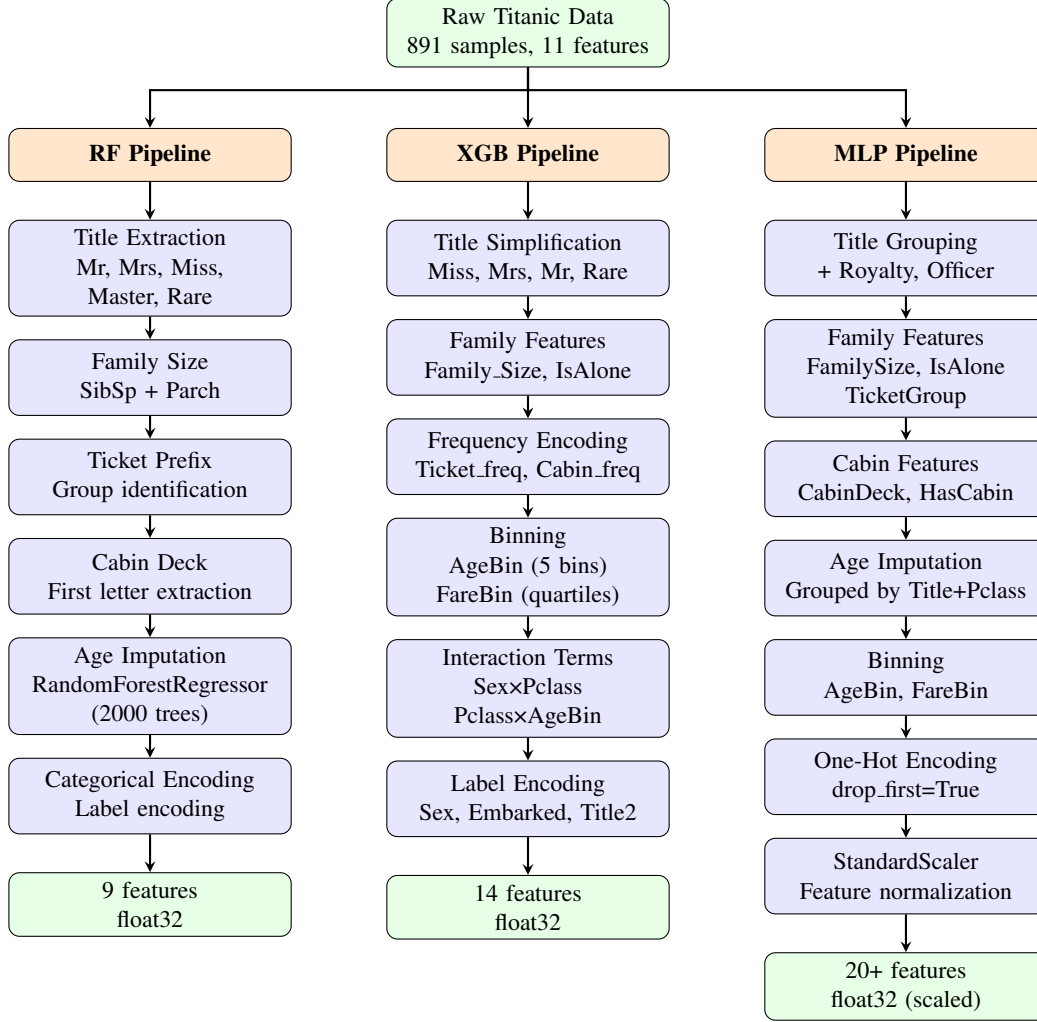 Raw Titanic Data
891 samples, 11 features
RF Pipeline
Title Extraction
Mr, Mrs, Miss,
Master, Rare
Family Size
SibSp + Parch
Ticket Prefix
Group identification
Cabin Deck
First letter extraction
Age Imputation
RandomForestRegressor
(2000 trees)
Categorical Encoding
Label encoding
9 features
float32
XGB Pipeline
Title Simplification
Miss, Mrs, Mr, Rare
Family Features
Family_Size, IsAlone
Frequency Encoding
Ticket_freq, Cabin_freq
Binning
AgeBin (5 bins)
FareBin (quartiles)
Interaction Terms
Sex×Pclass
Pclass×AgeBin
Label Encoding
Sex, Embarked, Title2
14 features
float32
MLP Pipeline
Title Grouping
+ Royalty, Officer
Family Features
FamilySize, IsAlone
TicketGroup
Cabin Features
CabinDeck, HasCabin
Age Imputation
Grouped by Title+Pclass
Binning
AgeBin, FareBin
One-Hot Encoding
drop_first=True
StandardScaler
Feature normalization
20+ features
float32 (scaled)